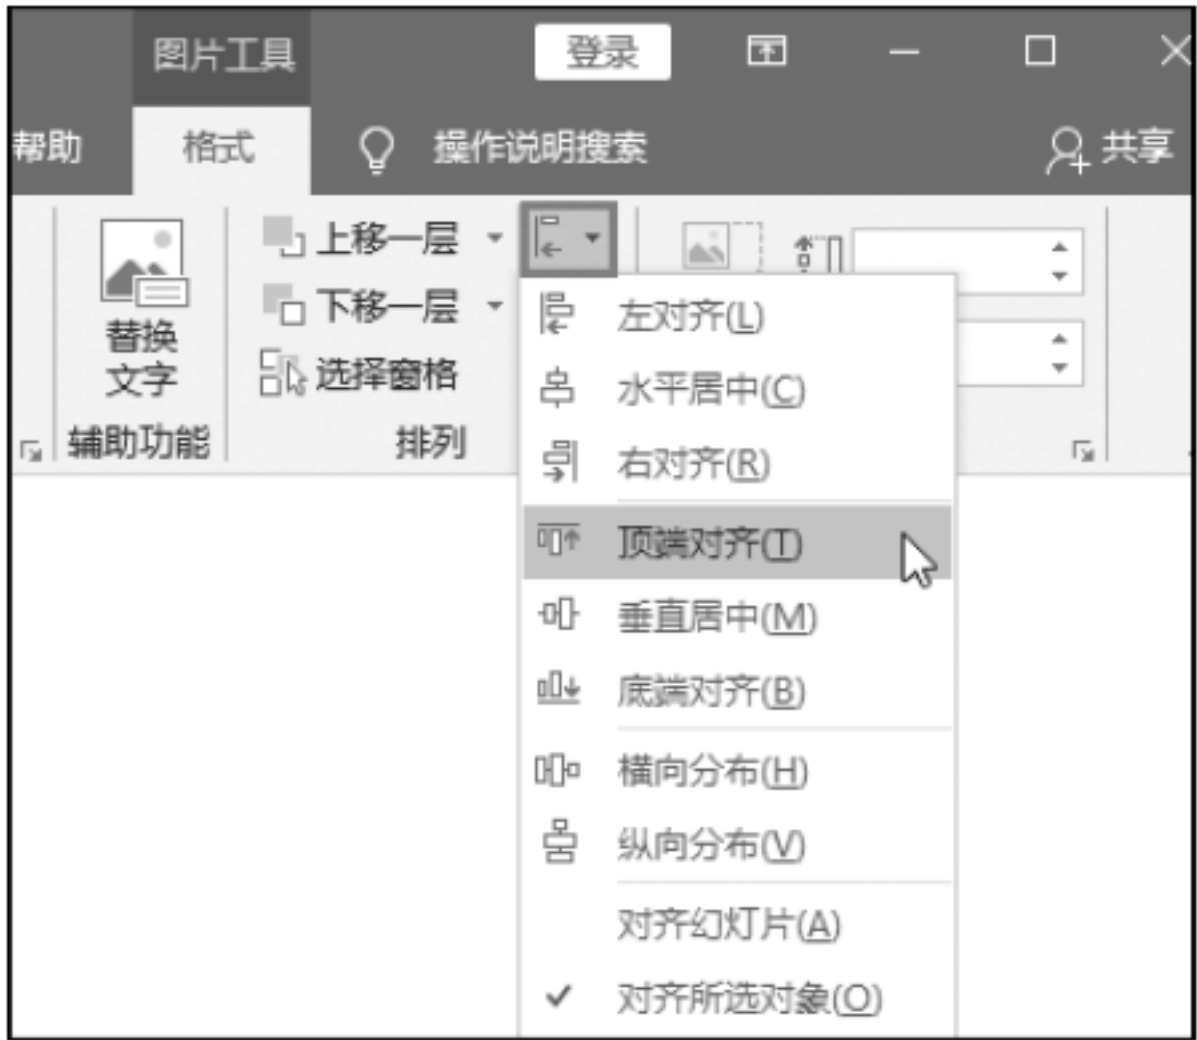 图片工具
登录
帮助
格式
操作说明搜索
共享
替换
文字
辅助功能
上移一层
下移一层
选择窗格
排列
左对齐(L)
水平居中(C)
右对齐(R)
顶端对齐(T)
垂直居中(M)
底端对齐(B)
横向分布(H)
纵向分布(V)
对齐幻灯片(A)
对齐所选对象(O)